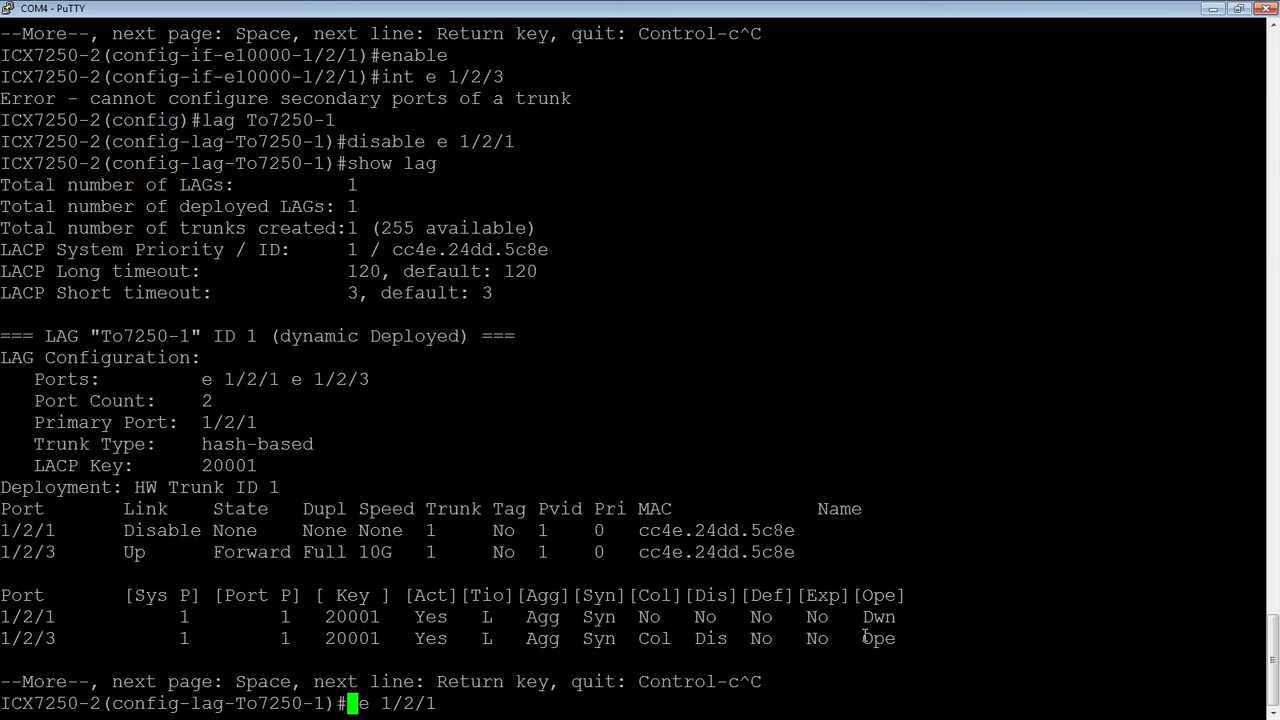 COM4 - PuTTY
--More--, next page: Space, next line: Return key, quit: Control-c^C
ICX7250-2(config-if-e10000-1/2/1)#enable
ICX7250-2(config-if-e10000-1/2/1)#int e 1/2/3
Error - cannot configure secondary ports of a trunk
ICX7250-2(config)#lag To7250-1
ICX7250-2(config-lag-To7250-1)#disable e 1/2/1
ICX7250-2(config-lag-To7250-1)#show lag
Total number of LAGs:          1
Total number of deployed LAGs: 1
Total number of trunks created:1 (255 available)
LACP System Priority / ID:     1 / cc4e.24dd.5c8e
LACP Long timeout:             120, default: 120
LACP Short timeout:            3, default: 3
=== LAG "To7250-1" ID 1 (dynamic Deployed) ===
LAG Configuration:
   Ports:         e 1/2/1 e 1/2/3
   Port Count:    2
   Primary Port:  1/2/1
   Trunk Type:    hash-based
   LACP Key:      20001
Deployment: HW Trunk ID 1
Port       Link    State   Dupl Speed Trunk Tag Pvid Pri MAC             Name
1/2/1      Disable None    None None  1     No  1    0   cc4e.24dd.5c8e
1/2/3      Up      Forward Full 10G   1     No  1    0   cc4e.24dd.5c8e
Port       [Sys P] [Port P] [ Key ] [Act][Tio][Agg][Syn][Col][Dis][Def][Exp][Ope]
1/2/1           1        1   20001   Yes   L   Agg  Syn  No   No   No   No   Dwn
1/2/3           1        1   20001   Yes   L   Agg  Syn  Col  Dis  No   No   Ope
--More--, next page: Space, next line: Return key, quit: Control-c^C
ICX7250-2(config-lag-To7250-1)# e 1/2/1